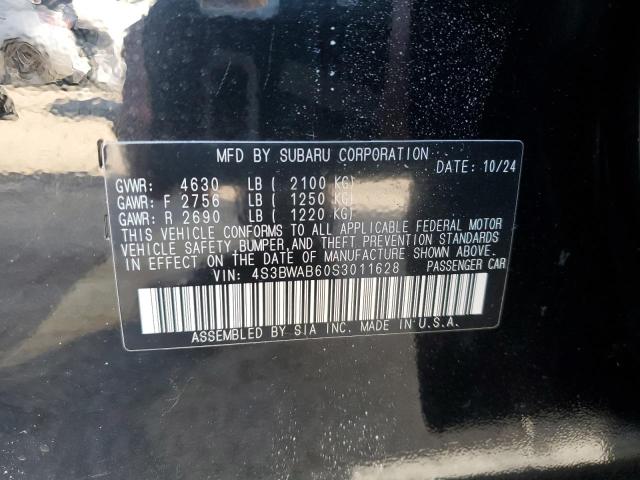 MFD BY SUBARU CORPORATION DATE: 10/24
GVWR: 4630 LB ( 2100 KG)
GAWR: F 2756 LB ( 1250 KG)
GAWR: R 2690 LB ( 1220 KG)
THIS VEHICLE CONFORMS TO ALL APPLICABLE FEDERAL MOTOR
VEHICLE SAFETY,BUMPER,AND THEFT PREVENTION STANDARDS
IN EFFECT ON THE DATE OF MANUFACTURE SHOWN ABOVE.
VIN: 4S3BWAB60S3011628 PASSENGER CAR
ASSEMBLED BY SIA INC. MADE IN U.S.A.